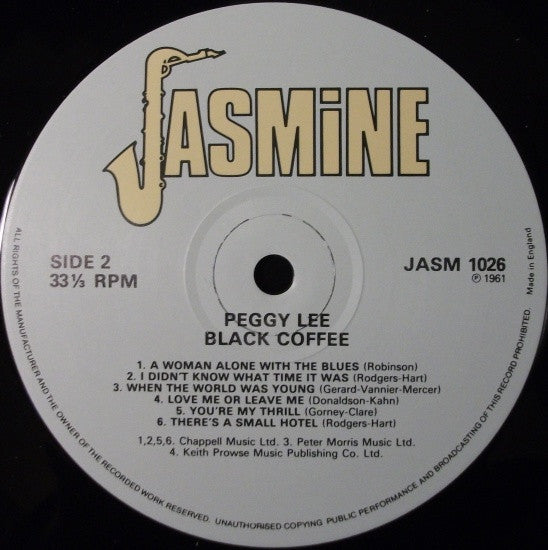 JASMiNE
SIDE 2
33⅓ RPM
JASM 1026
℗ 1961
Made in England
PEGGY LEE
BLACK COFFEE
1. A WOMAN ALONE WITH THE BLUES (Robinson)
2. I DIDN'T KNOW WHAT TIME IT WAS (Rodgers-Hart)
3. WHEN THE WORLD WAS YOUNG (Gerard-Vannier-Mercer)
4. LOVE ME OR LEAVE ME (Donaldson-Kahn)
5. YOU'RE MY THRILL (Gorney-Clare)
6. THERE'S A SMALL HOTEL (Rodgers-Hart)
1,2,5,6. Chappell Music Ltd. 3. Peter Morris Music Ltd.
4. Keith Prowse Music Publishing Co. Ltd.
ALL RIGHTS OF THE MANUFACTURER AND THE OWNER OF THE RECORDED WORK RESERVED. UNAUTHORISED COPYING PUBLIC PERFORMANCE AND BROADCASTING OF THIS RECORD PROHIBITED.